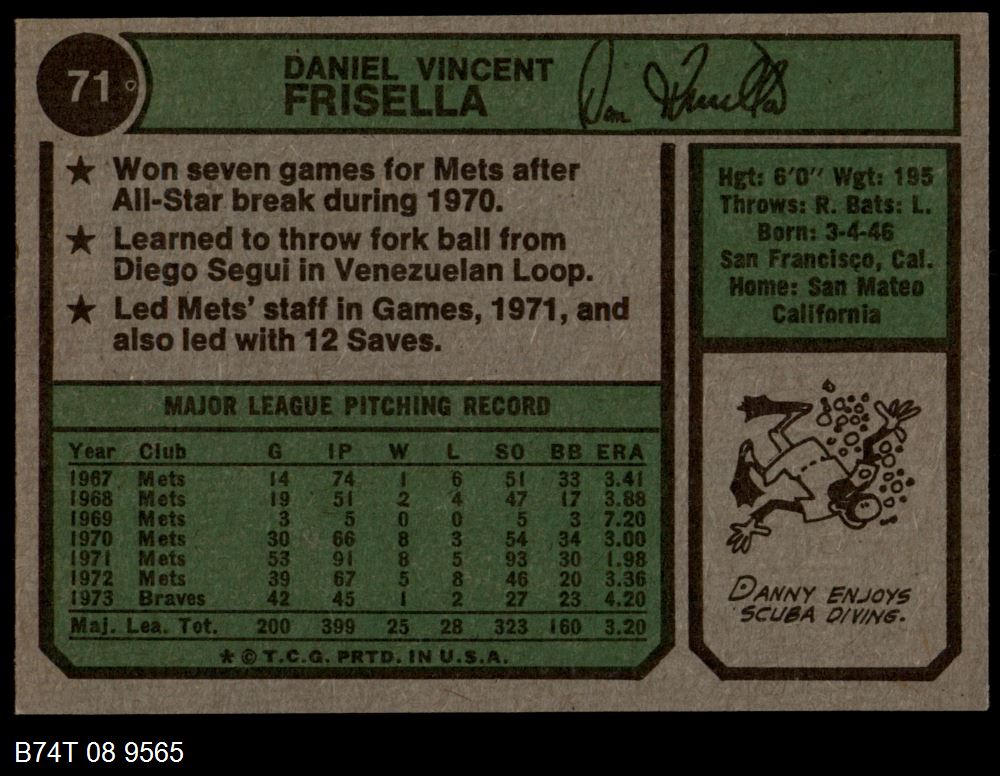 71
DANIEL VINCENT
FRISELLA
Dan Frisella
★ Won seven games for Mets after
All-Star break during 1970.
★ Learned to throw fork ball from
Diego Segui in Venezuelan Loop.
★ Led Mets' staff in Games, 1971, and
also led with 12 Saves.
Hgt: 6'0" Wgt: 195
Throws: R. Bats: L.
Born: 3-4-46
San Francisco, Cal.
Home: San Mateo
California
MAJOR LEAGUE PITCHING RECORD
Year Club G IP W L SO BB ERA
1967 Mets 14 74 1 6 51 33 3.41
1968 Mets 19 51 2 4 47 17 3.88
1969 Mets 3 5 0 0 5 3 7.20
1970 Mets 30 66 8 3 54 34 3.00
1971 Mets 53 91 8 5 93 30 1.98
1972 Mets 39 67 5 8 46 20 3.36
1973 Braves 42 45 1 2 27 23 4.20
Maj. Lea. Tot. 200 399 25 28 323 160 3.20
* © T.C.G. PRTD. IN U.S.A.
DANNY ENJOYS
SCUBA DIVING.
B74T 08 9565